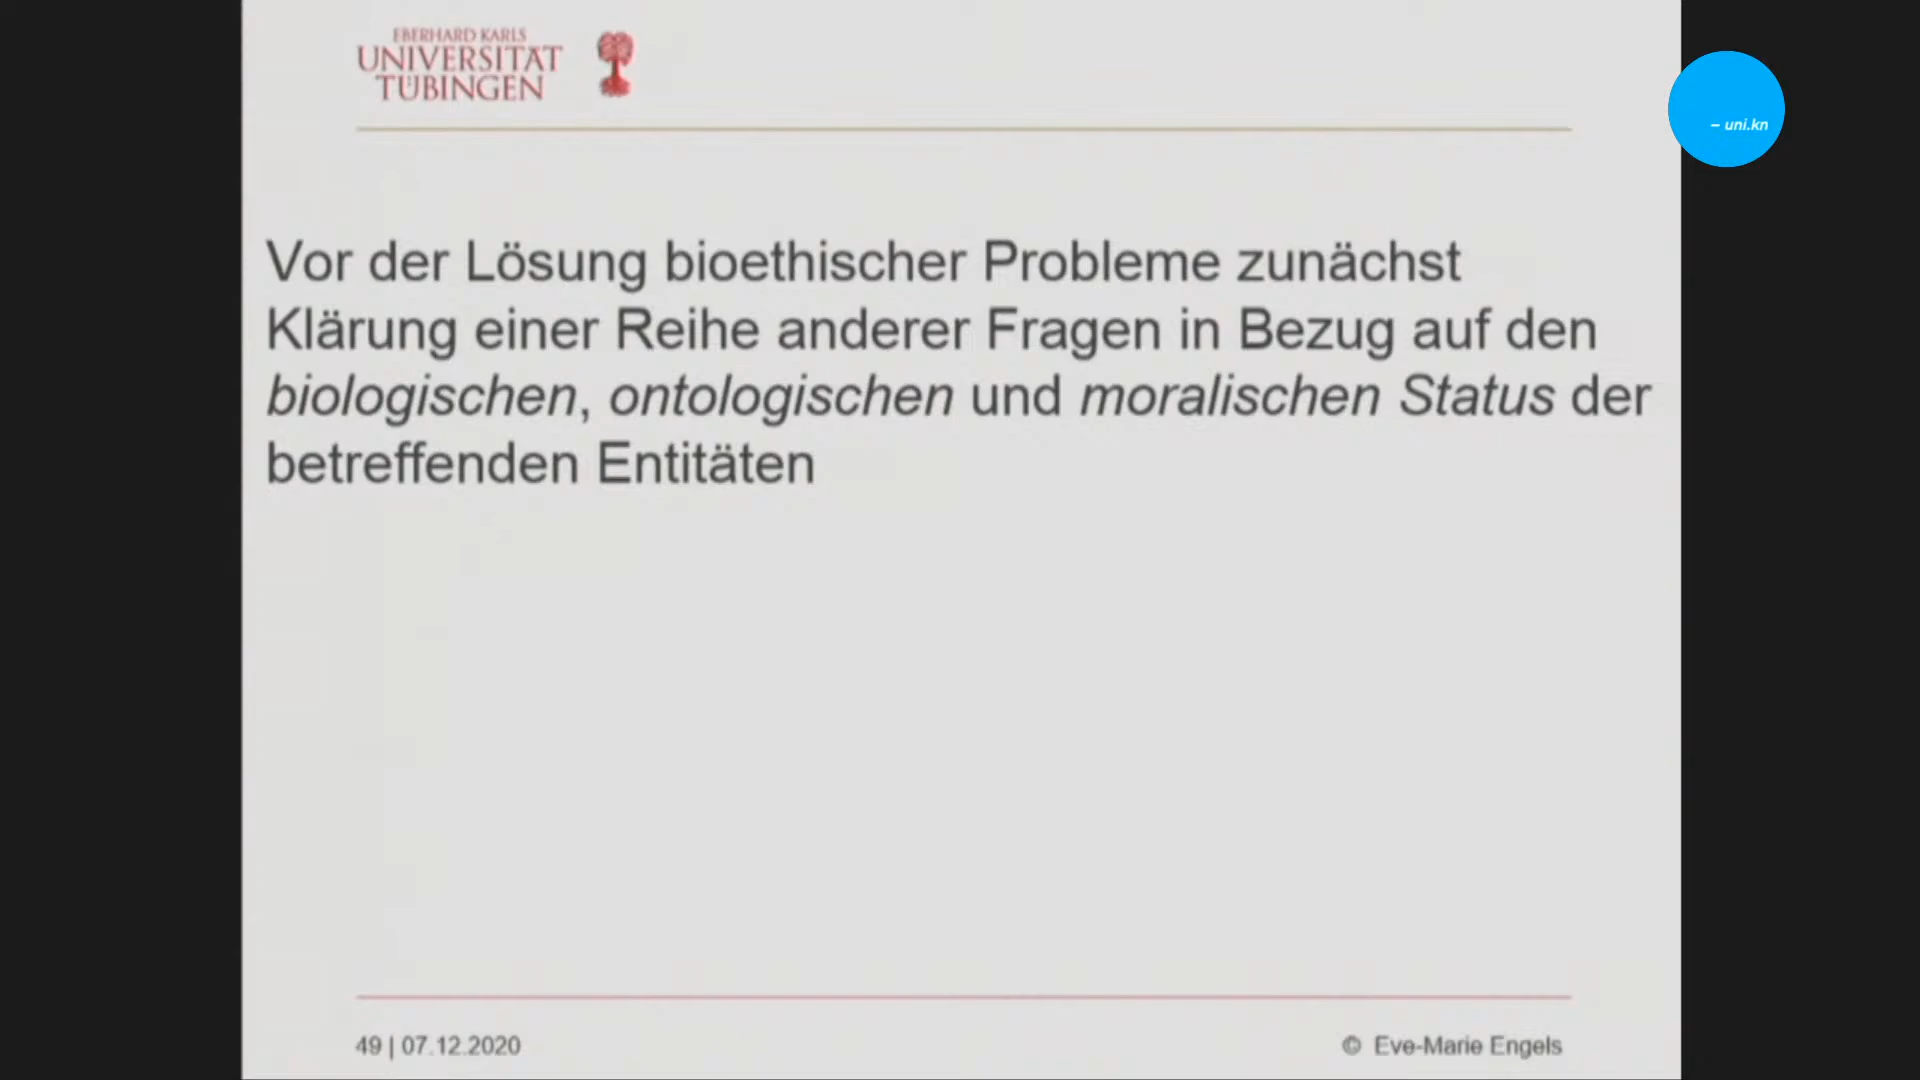 EBERHARD KARLS
UNIVERSITÄT
TÜBINGEN
– uni.kn
Vor der Lösung bioethischer Probleme zunächst
Klärung einer Reihe anderer Fragen in Bezug auf den
biologischen, ontologischen und moralischen Status der
betreffenden Entitäten
49 | 07.12.2020
© Eve-Marie Engels